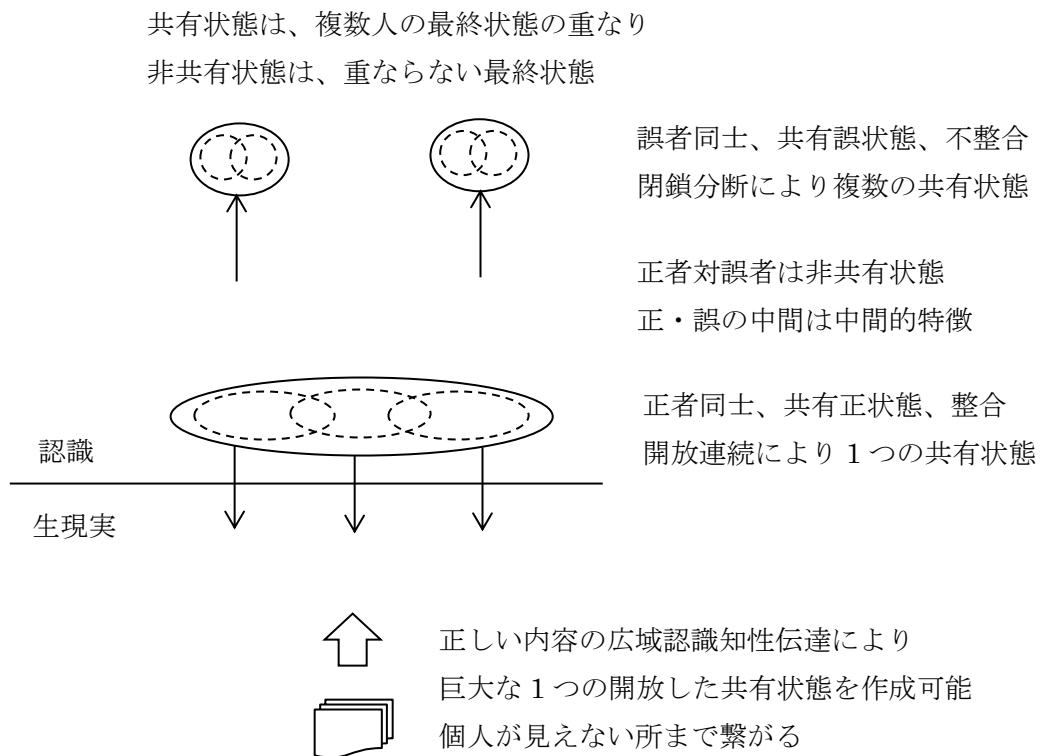 共有状態は、複数人の最終状態の重なり
非共有状態は、重ならない最終状態
誤者同士、共有誤状態、不整合
閉鎖分断により複数の共有状態
正者対誤者は非共有状態
正・誤の中間は中間的特徴
正者同士、共有正状態、整合
開放連続により1つの共有状態
認識
生現実
正しい内容の広域認識知性伝達により
巨大な1つの開放した共有状態を作成可能
個人が見えない所まで繋がる